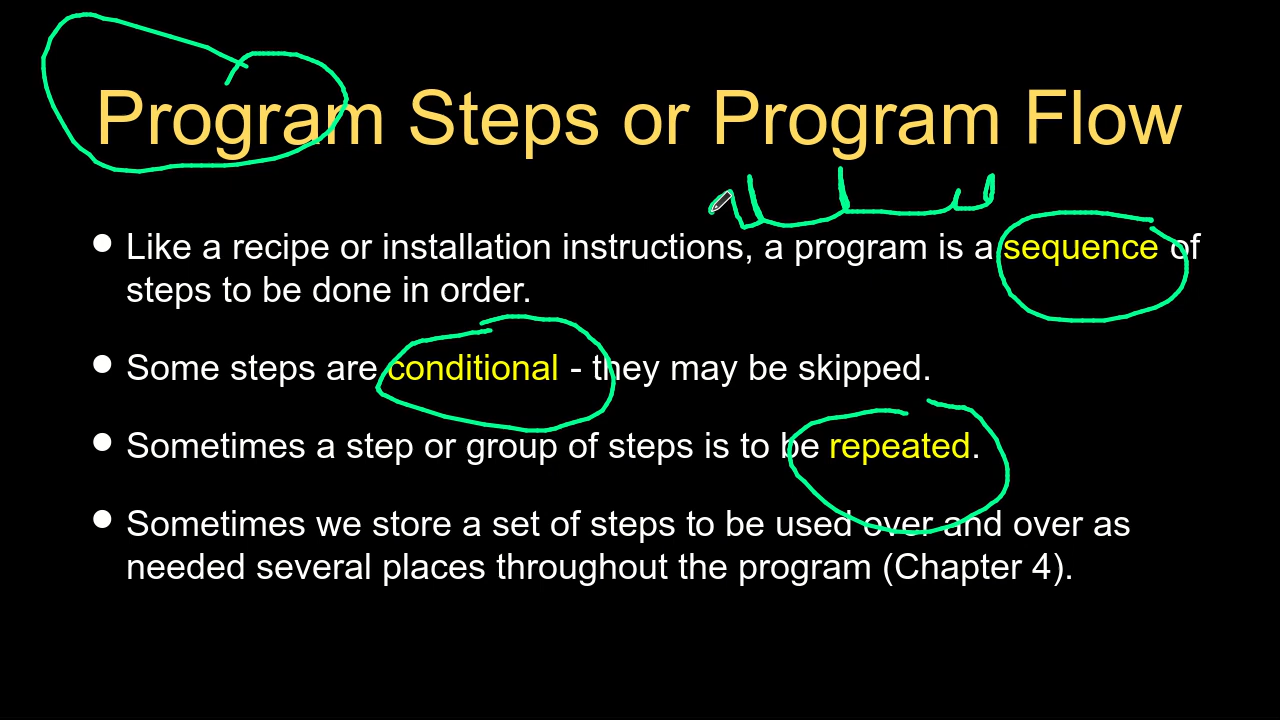 Program Steps or Program Flow
● Like a recipe or installation instructions, a program is a sequence of
steps to be done in order.
● Some steps are conditional - they may be skipped.
● Sometimes a step or group of steps is to be repeated.
● Sometimes we store a set of steps to be used over and over as
needed several places throughout the program (Chapter 4).